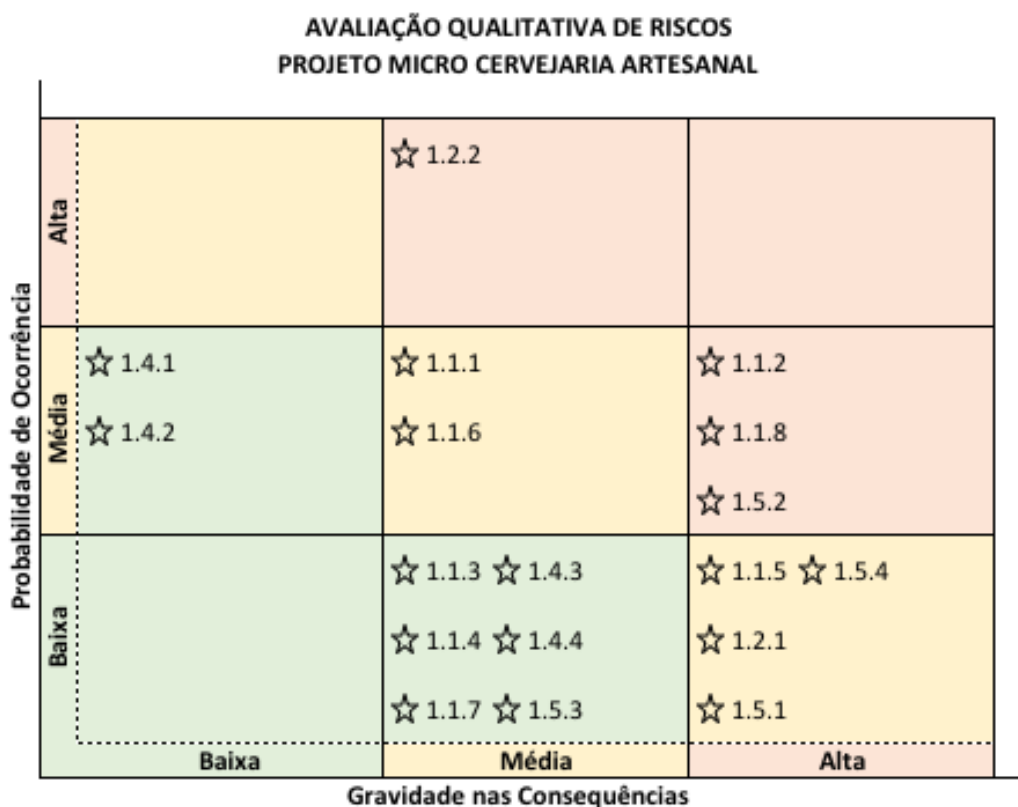 AVALIAÇÃO QUALITATIVA DE RISCOS
PROJETO MICRO CERVEJARIA ARTESANAL
Probabilidade de Ocorrência
Alta
☆ 1.2.2
Média
☆ 1.4.1 ☆ 1.1.1 ☆ 1.1.2
☆ 1.4.2 ☆ 1.1.6 ☆ 1.1.8
☆ 1.5.2
Baixa
☆ 1.1.3 ☆ 1.4.3 ☆ 1.1.5 ☆ 1.5.4
☆ 1.1.4 ☆ 1.4.4 ☆ 1.2.1
☆ 1.1.7 ☆ 1.5.3 ☆ 1.5.1
Baixa Média Alta
Gravidade nas Consequências